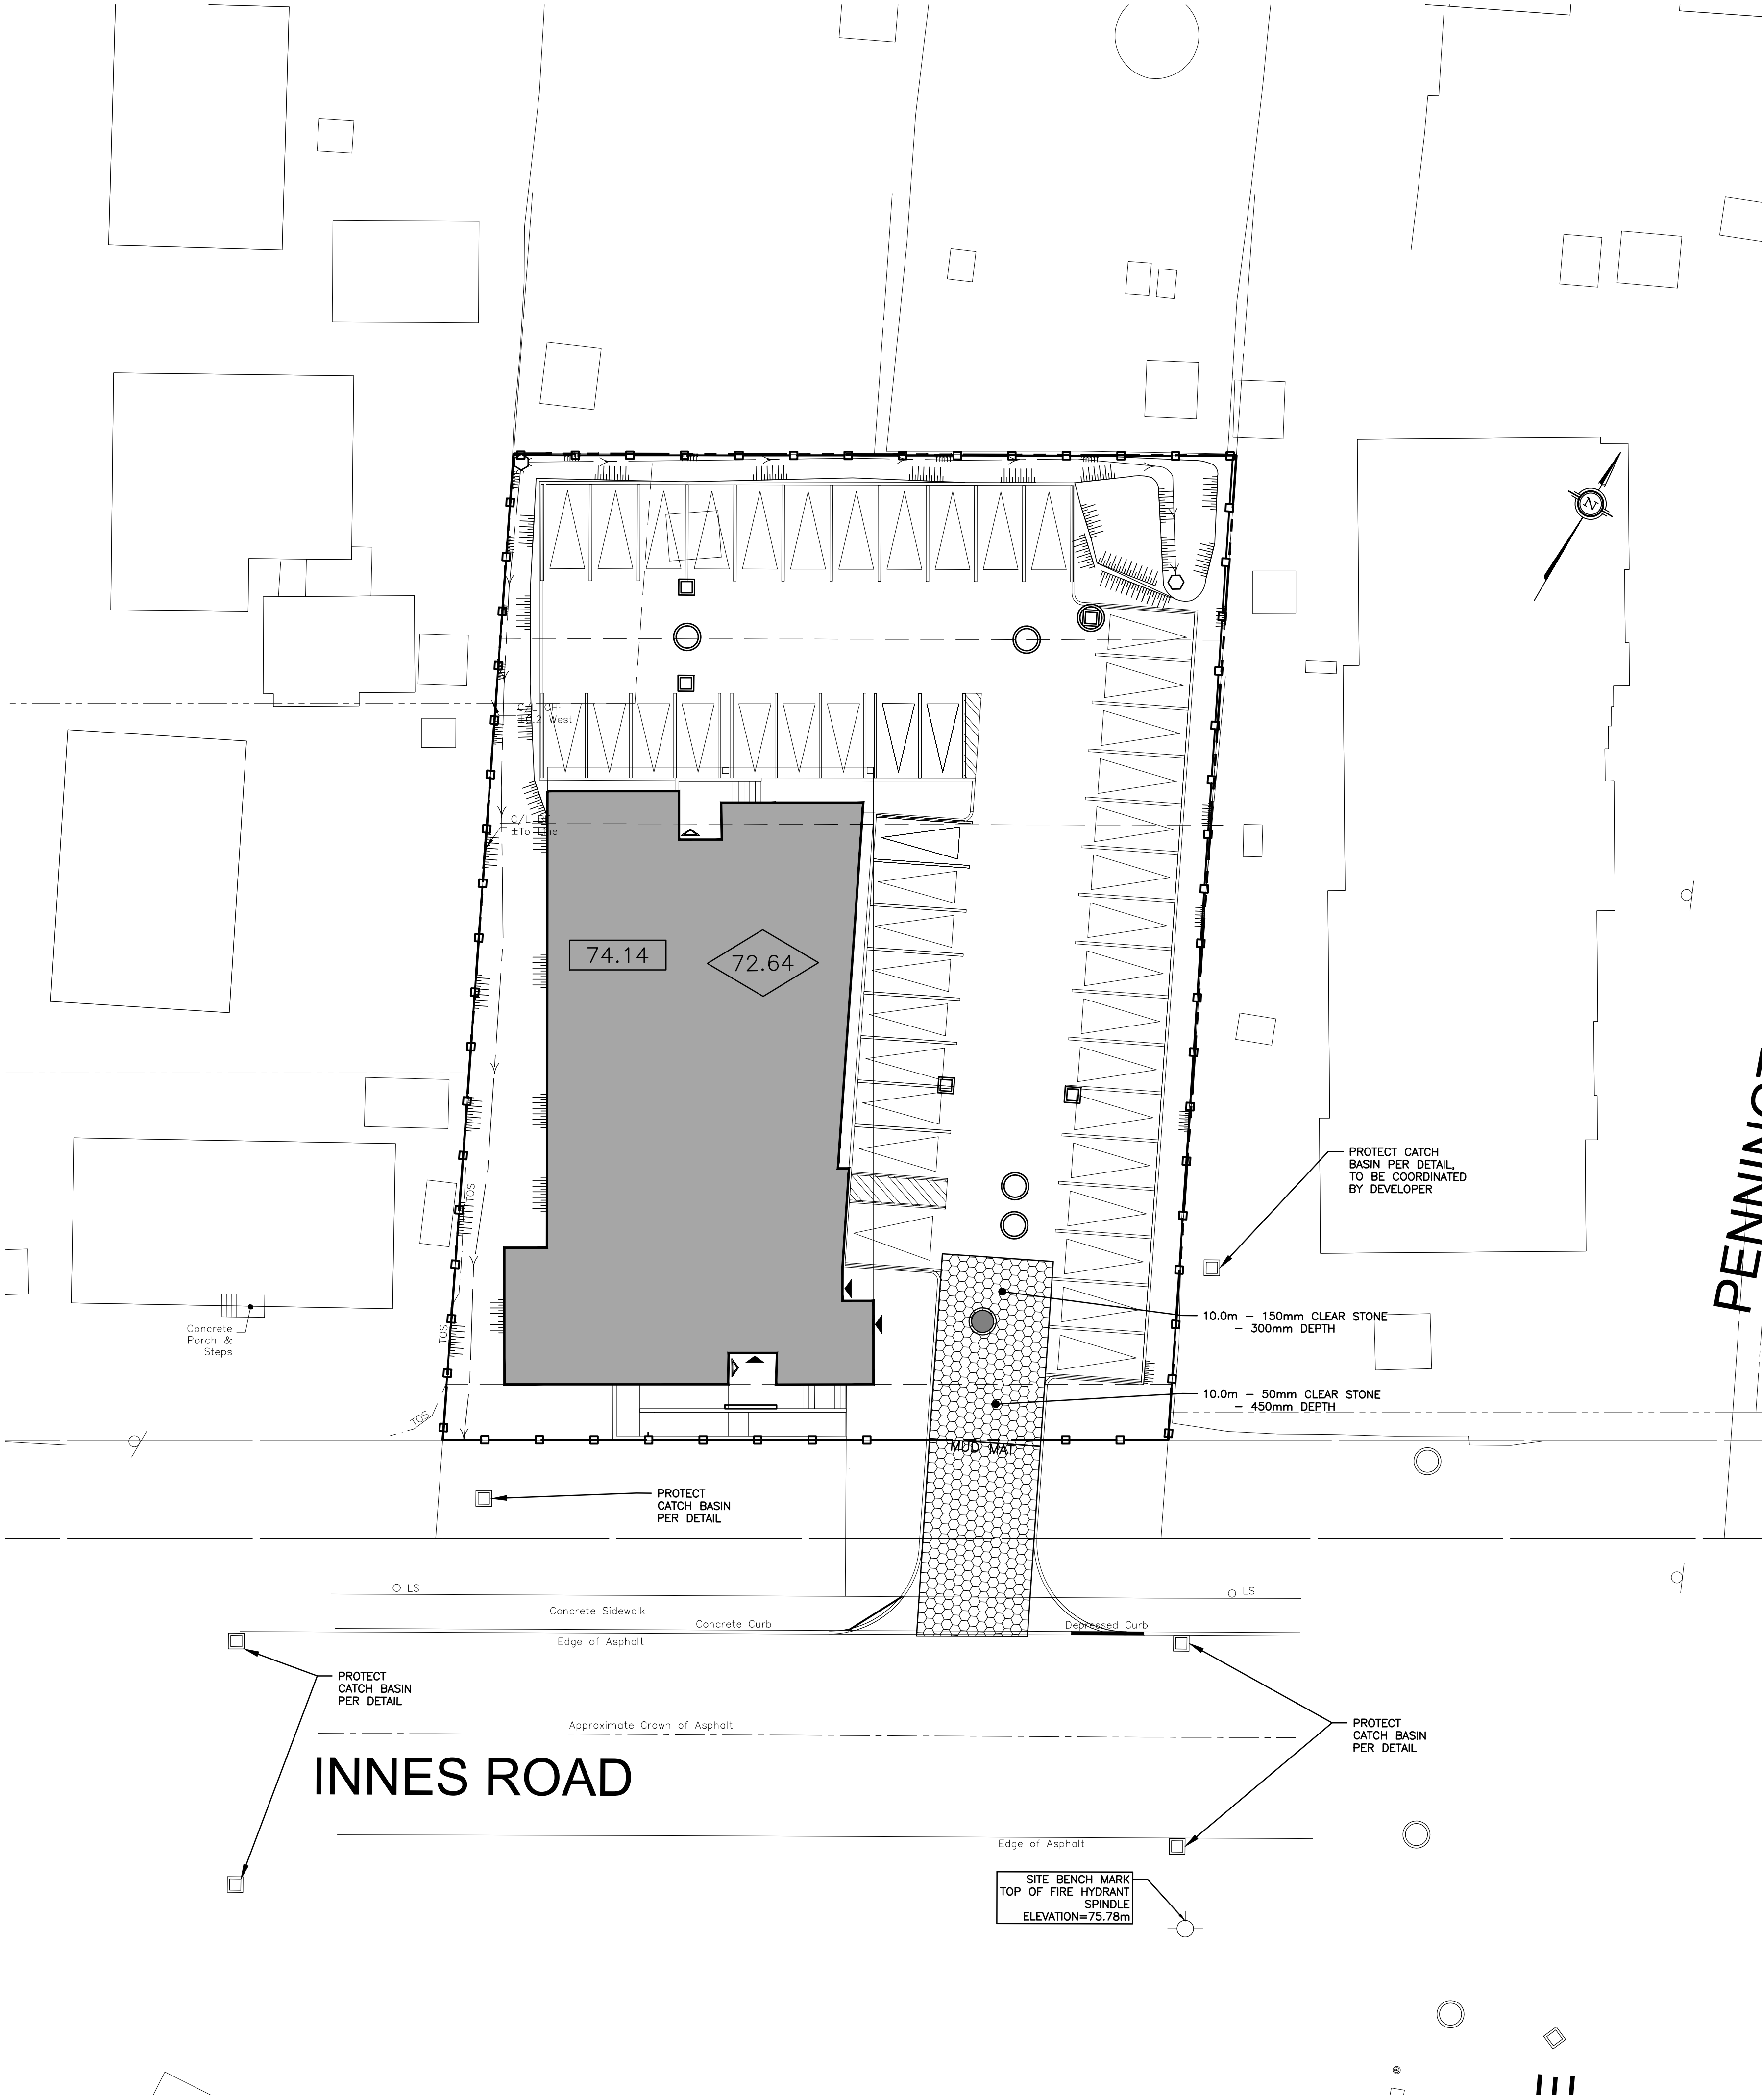 N
C/L OH
±0.2 West
C/L
±To Line
74.14
72.64
PROTECT CATCH
BASIN PER DETAIL,
TO BE COORDINATED
BY DEVELOPER
TOS
Concrete
Porch &
Steps
TOS
10.0m – 150mm CLEAR STONE
– 300mm DEPTH
10.0m – 50mm CLEAR STONE
– 450mm DEPTH
TOS
MUD MAT
PROTECT
CATCH BASIN
PER DETAIL
LS
LS
Concrete Sidewalk
Concrete Curb
Depressed Curb
Edge of Asphalt
PROTECT
CATCH BASIN
PER DETAIL
Approximate Crown of Asphalt
PROTECT
CATCH BASIN
PER DETAIL
INNES ROAD
Edge of Asphalt
SITE BENCH MARK
TOP OF FIRE HYDRANT
SPINDLE
ELEVATION=75.78m